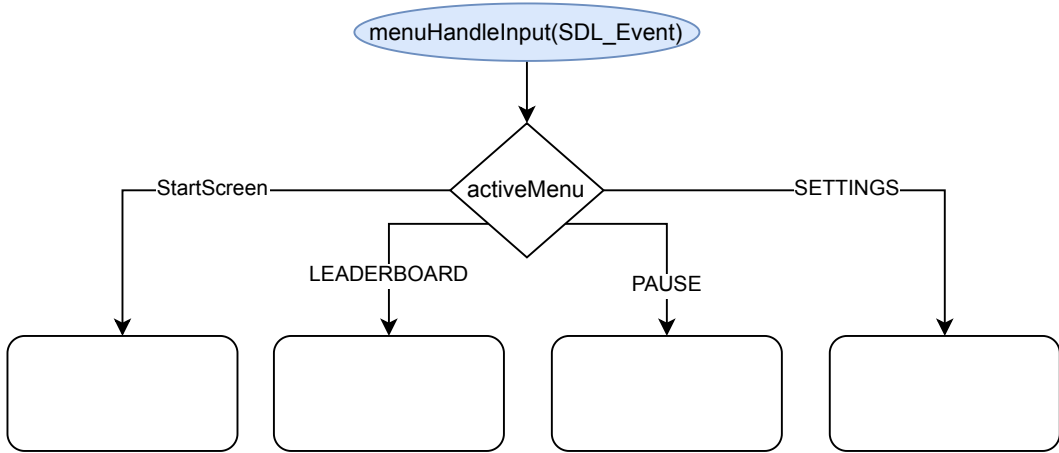 menuHandleInput(SDL_Event)
activeMenu
StartScreen
SETTINGS
LEADERBOARD
PAUSE